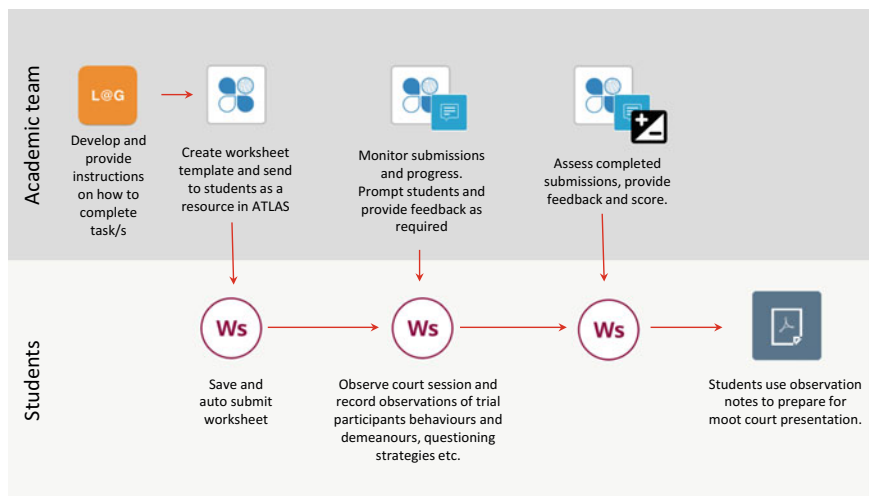 Academic team
L@G
Develop and
provide
instructions
on how to
complete
task/s
Create worksheet
template and send
to students as a
resource in ATLAS
Monitor submissions
and progress.
Prompt students and
provide feedback as
required
Assess completed
submissions, provide
feedback and score.
Students
Ws
Save and
auto submit
worksheet
Ws
Observe court session and
record observations of trial
participants behaviours and
demeanours, questioning
strategies etc.
Ws
Students use observation
notes to prepare for
moot court presentation.